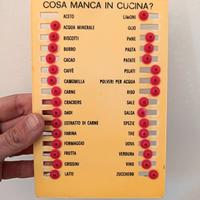 COSA MANCA IN CUCINA?
ACETO
ACQUA MINERALE
BISCOTTI
BURRO
CACAO
CAFFÈ
CAMOMILLA
CARNE
CRACKERS
DADI
ESTRATTO DI CARNE
FARINA
FORMAGGIO
FRUTTA
GRISSINI
LATTE
LIMONI
OLIO
PANE
PASTA
PATATE
PELATI
POLVERI PER ACQUA
RISO
SALE
SALSA
SPEZIE
THE
UOVA
VERDURA
VINO
ZUCCHERO